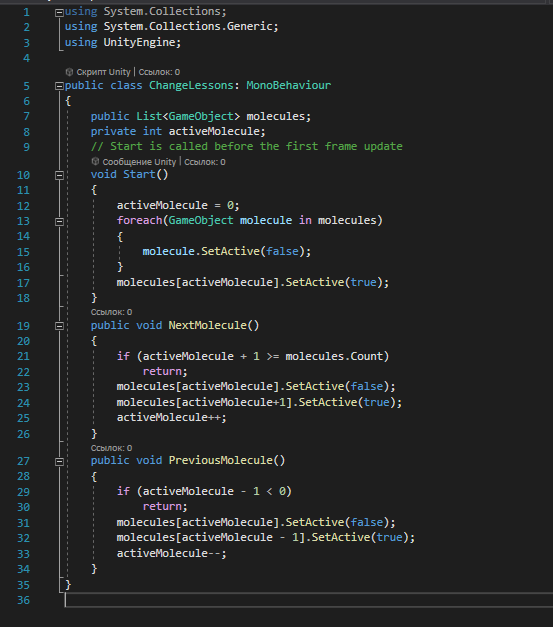 1 using System.Collections;
2 using System.Collections.Generic;
3 using UnityEngine;
4
Скрипт Unity | Ссылок: 0
5 public class ChangeLessons: MonoBehaviour
6 {
7 public List<GameObject> molecules;
8 private int activeMolecule;
9 // Start is called before the first frame update
Сообщение Unity | Ссылок: 0
10 void Start()
11 {
12 activeMolecule = 0;
13 foreach(GameObject molecule in molecules)
14 {
15 molecule.SetActive(false);
16 }
17 molecules[activeMolecule].SetActive(true);
18 }
Ссылок: 0
19 public void NextMolecule()
20 {
21 if (activeMolecule + 1 >= molecules.Count)
22 return;
23 molecules[activeMolecule].SetActive(false);
24 molecules[activeMolecule+1].SetActive(true);
25 activeMolecule++;
26 }
Ссылок: 0
27 public void PreviousMolecule()
28 {
29 if (activeMolecule - 1 < 0)
30 return;
31 molecules[activeMolecule].SetActive(false);
32 molecules[activeMolecule - 1].SetActive(true);
33 activeMolecule--;
34 }
35 }
36